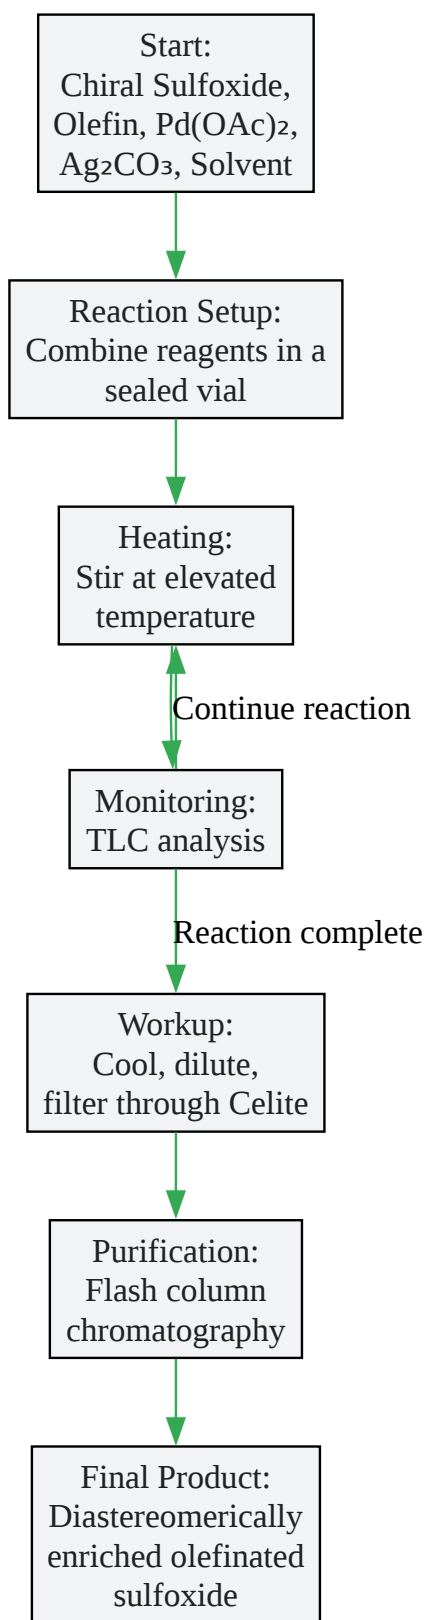 Start:
Chiral Sulfoxide,
Olefin, Pd(OAc)₂,
Ag₂CO₃, Solvent
Reaction Setup:
Combine reagents in a
sealed vial
Heating:
Stir at elevated
temperature
Continue reaction
Monitoring:
TLC analysis
Reaction complete
Workup:
Cool, dilute,
filter through Celite
Purification:
Flash column
chromatography
Final Product:
Diastereomerically
enriched olefinated
sulfoxide